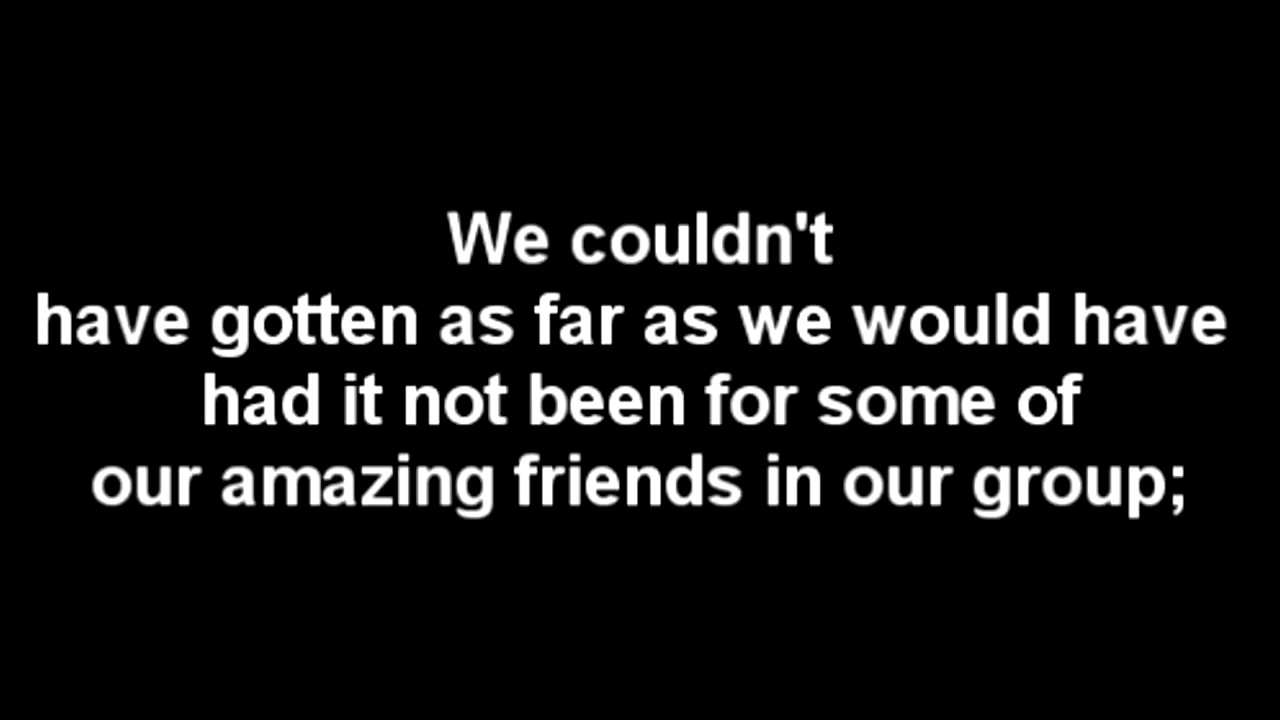 We couldn't
have gotten as far as we would have
had it not been for some of
our amazing friends in our group;